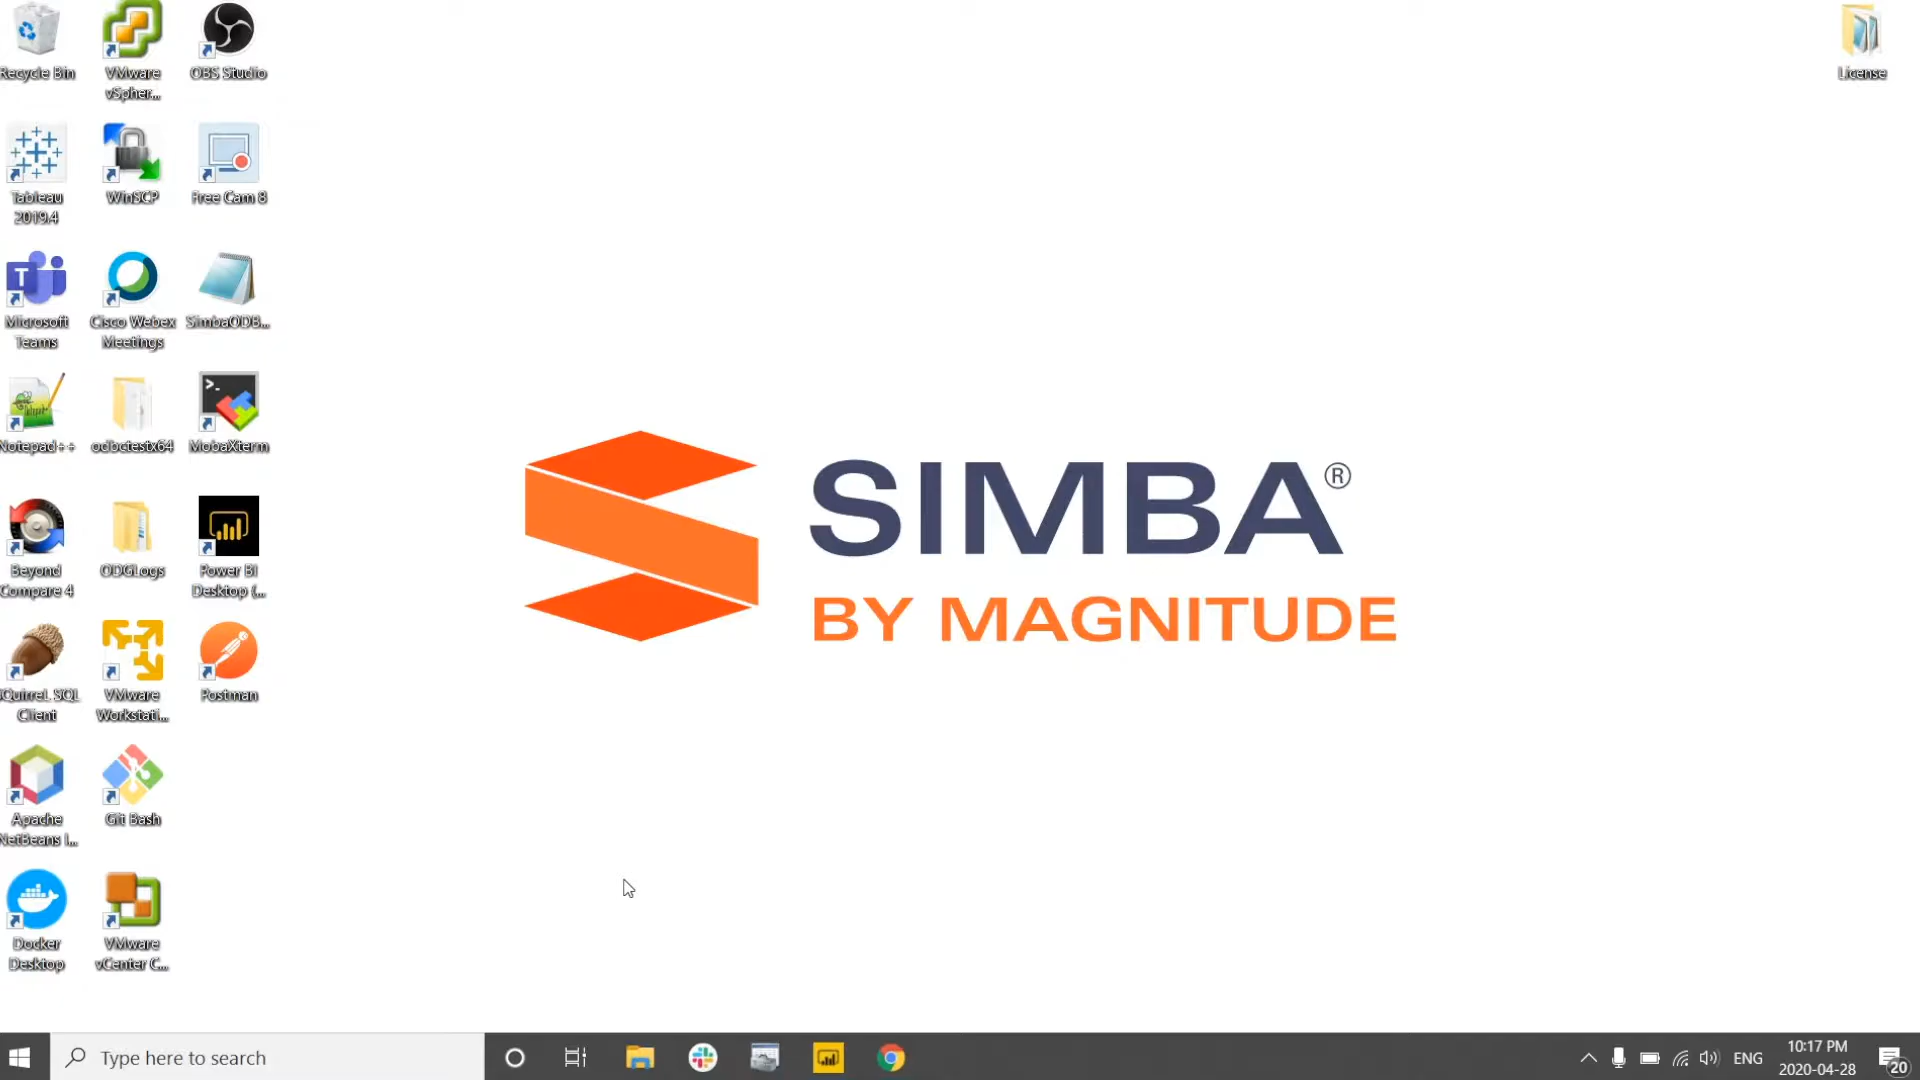 Recycle Bin
VMware
vSpher...
OBS Studio
License
Tableau
2019.4
WinSCP
Free Cam 8
T
Microsoft
Teams
Cisco Webex
Meetings
SimbaODB...
Notepad++
odbctestx64
>.
MobaXterm
Beyond
Compare 4
ODGLogs
Power BI
Desktop (...
SQuirreL SQL
Client
VMware
Workstati...
Postman
Apache
NetBeans I...
Git Bash
Docker
Desktop
VMware
vCenter C...
SIMBA®
BY MAGNITUDE
Type here to search
ENG
10:17 PM
2020-04-28
20